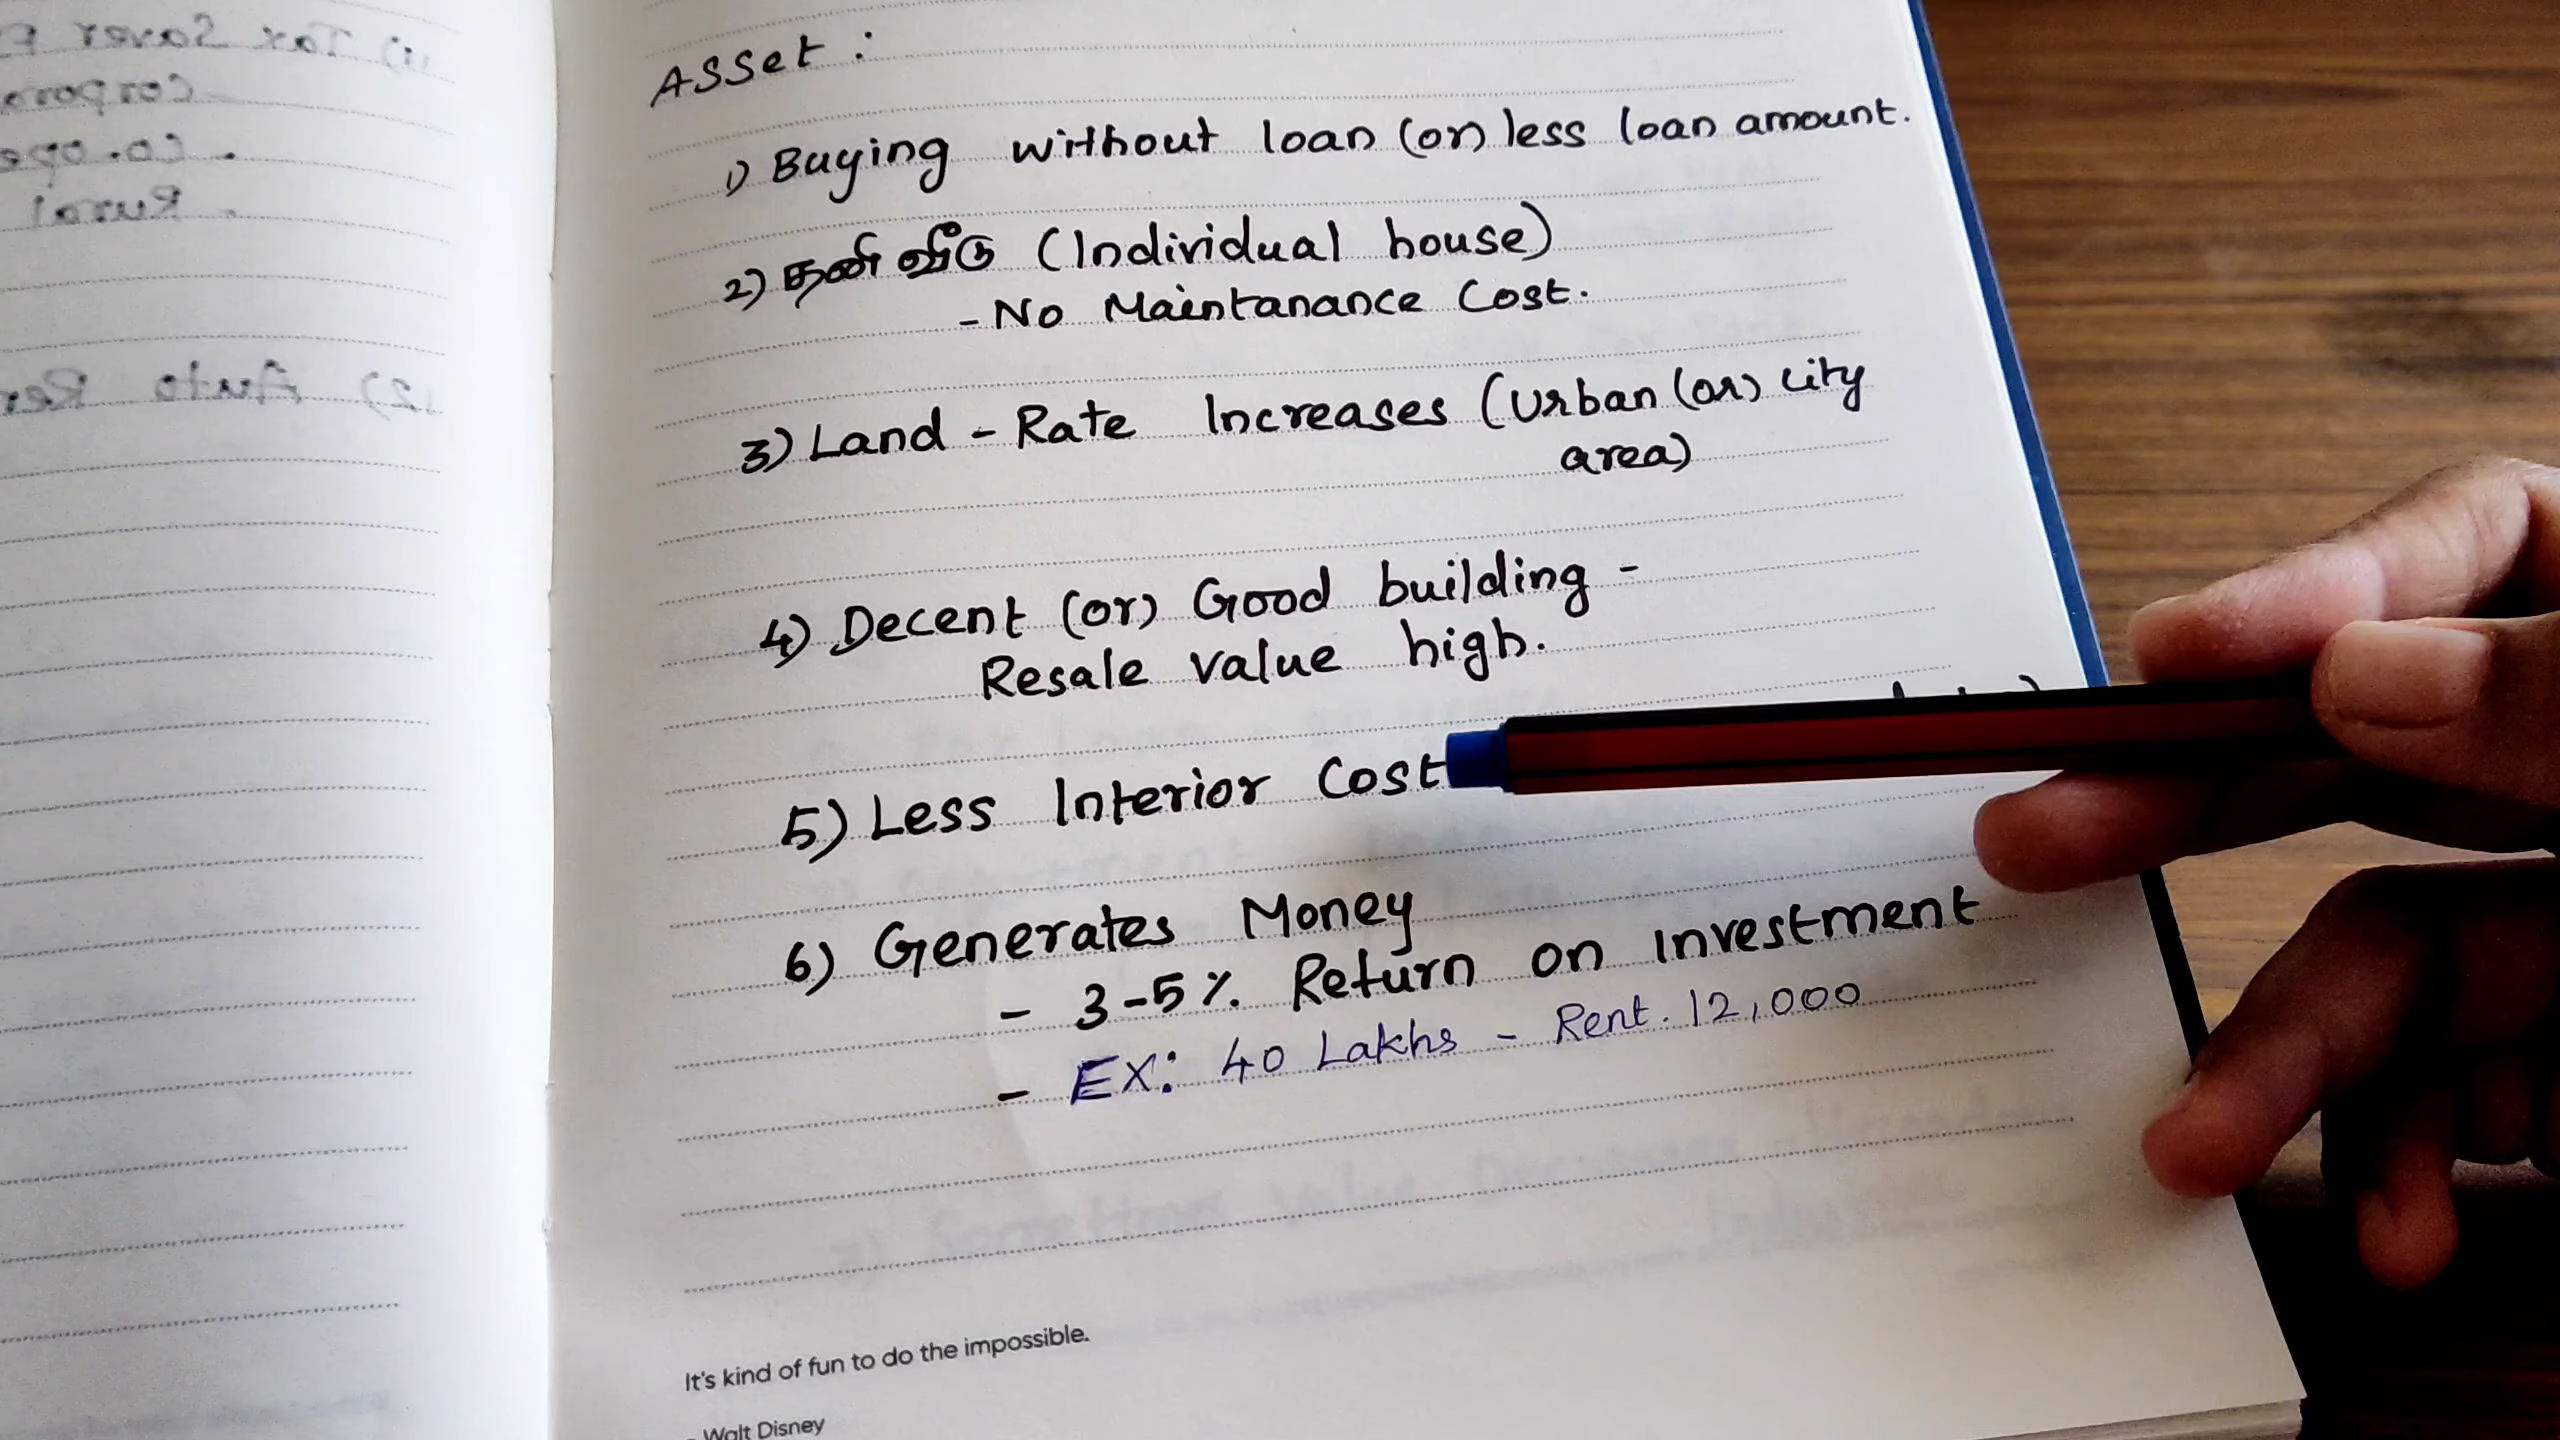 ASSet :
1) Buying without loan (or) less loan amount.
2) தனி வீடு (Individual house)
- No Maintanance Cost.
3) Land - Rate Increases (Urban (or) city
area)
4) Decent (or) Good building -
Resale value high.
5) Less Interior Cost
6) Generates Money
- 3-5 %. Return on investment
- EX: 40 Lakhs - Rent. 12,000
It's kind of fun to do the impossible.
- Walt Disney